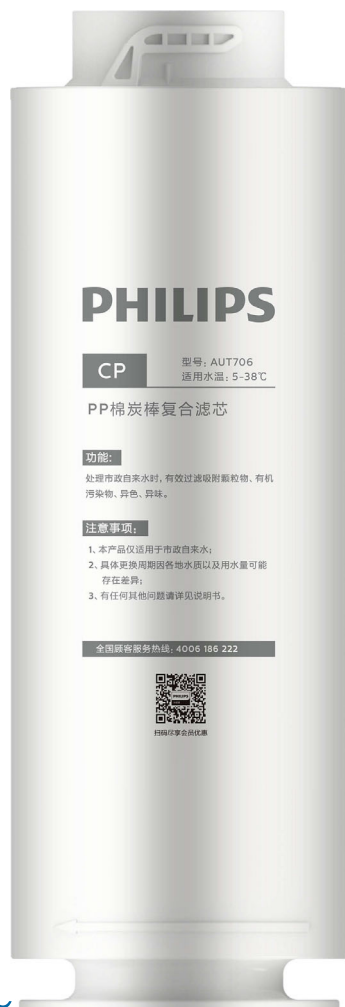 PHILIPS
CP
型号: AUT706
适用水温: 5-38℃
PP棉炭棒复合滤芯
功能:
处理市政自来水时, 有效过滤吸附颗粒物、有机
污染物、异色、异味。
注意事项:
1、本产品仅适用于市政自来水;
2、具体更换周期因各地水质以及用水量可能
存在差异;
3、有任何其他问题请详见说明书。
全国顾客服务热线: 4006 186 222
PHILIPS
扫码尽享会员优惠